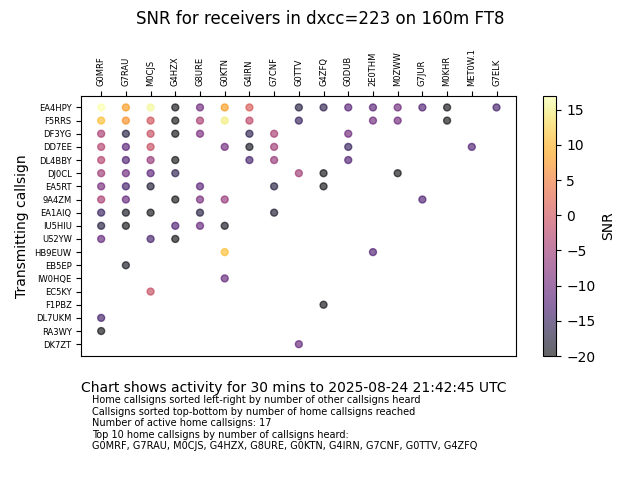 SNR for receivers in dxcc=223 on 160m FT8
G0MRF
G7RAU
M0CJS
G4HZX
G8URE
G0KTN
G4IRN
G7CNF
G0TTV
G4ZFQ
G0DUB
2E0THM
M0ZWW
G7JUR
M0KHR
MET0W.1
G7ELK
Transmitting callsign
EA4HPY
F5RRS
DF3YG
DD7EE
DL4BBY
DJ0CL
EA5RT
9A4ZM
EA1AIQ
IU5HIU
US2YW
HB9EUW
EB5EP
IW0HQE
EC5KY
F1PBZ
DL7UKM
RA3WY
DK7ZT
15
10
5
0
−5
−10
−15
−20
SNR
Chart shows activity for 30 mins to 2025-08-24 21:42:45 UTC
Home callsigns sorted left-right by number of other callsigns heard
Callsigns sorted top-bottom by number of home callsigns reached
Number of active home callsigns: 17
Top 10 home callsigns by number of callsigns heard:
G0MRF, G7RAU, M0CJS, G4HZX, G8URE, G0KTN, G4IRN, G7CNF, G0TTV, G4ZFQ